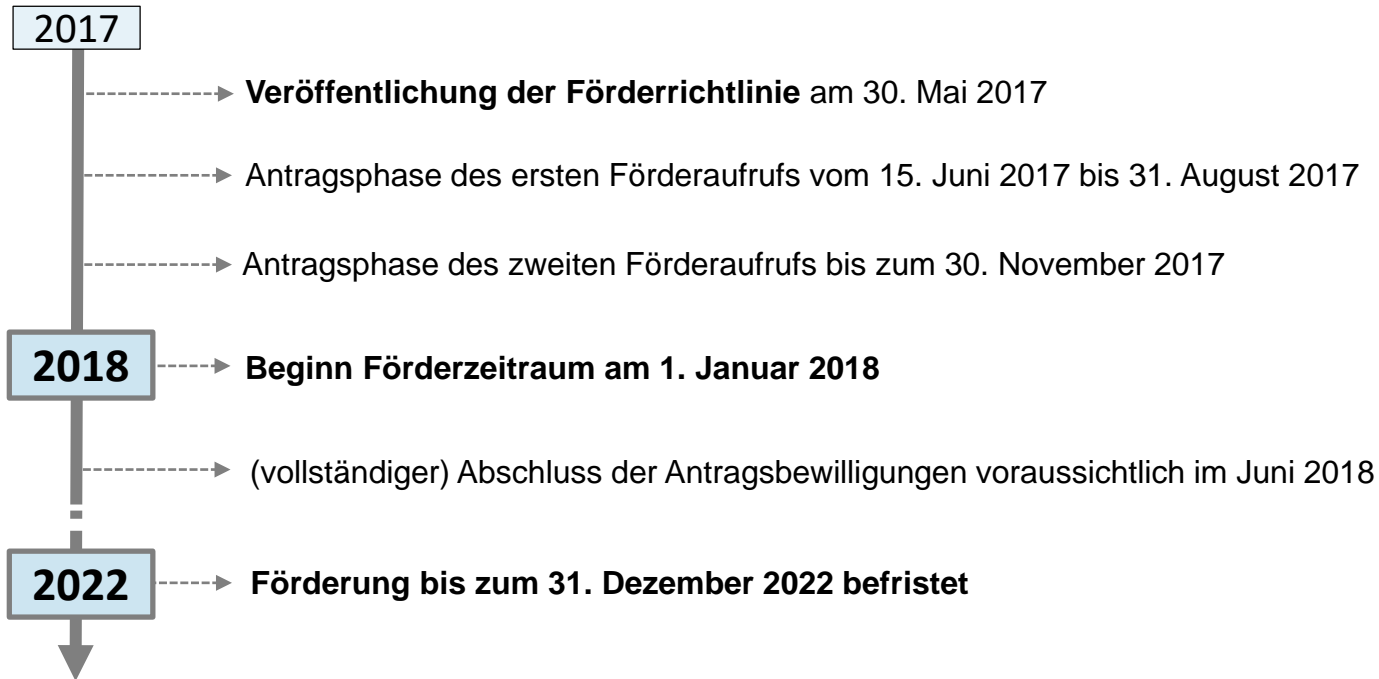 2017
Veröffentlichung der Förderrichtlinie am 30. Mai 2017
Antragsphase des ersten Förderaufrufs vom 15. Juni 2017 bis 31. August 2017
Antragsphase des zweiten Förderaufrufs bis zum 30. November 2017
2018
Beginn Förderzeitraum am 1. Januar 2018
(vollständiger) Abschluss der Antragsbewilligungen voraussichtlich im Juni 2018
2022
Förderung bis zum 31. Dezember 2022 befristet